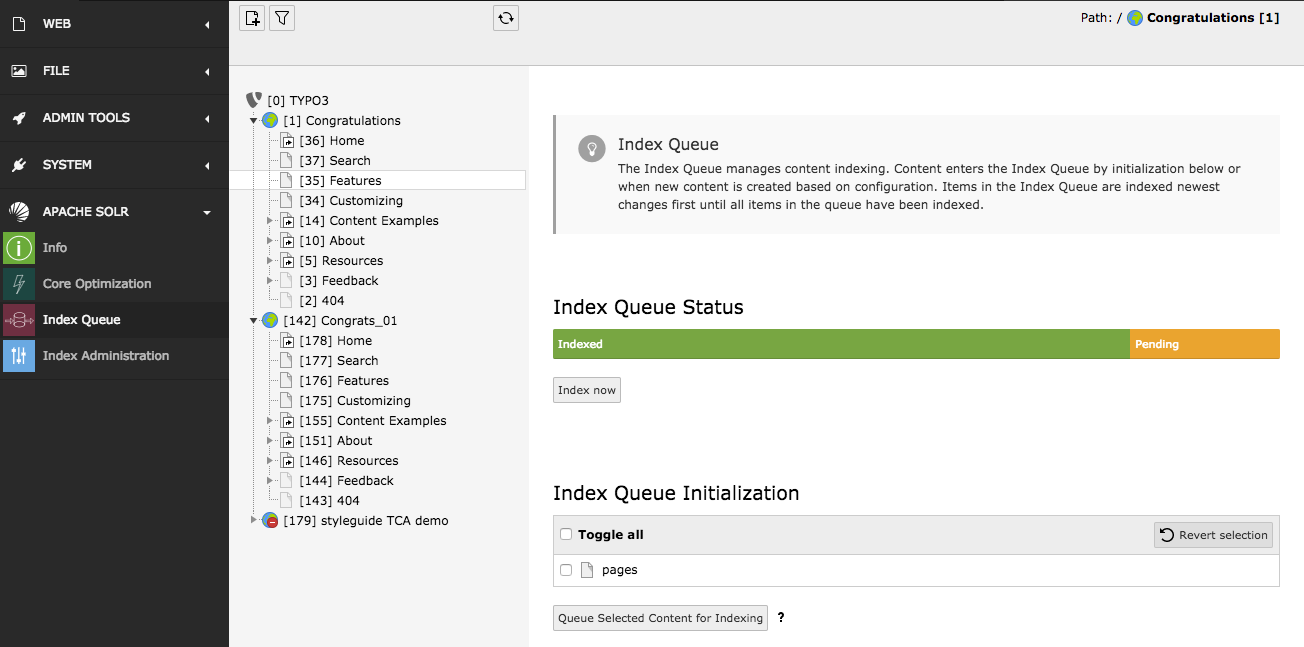 WEB
FILE
ADMIN TOOLS
SYSTEM
APACHE SOLR
Info
Core Optimization
Index Queue
Index Administration
[0] TYPO3
[1] Congratulations
[36] Home
[37] Search
[35] Features
[34] Customizing
[14] Content Examples
[10] About
[5] Resources
[3] Feedback
[2] 404
[142] Congrats_01
[178] Home
[177] Search
[176] Features
[175] Customizing
[155] Content Examples
[151] About
[146] Resources
[144] Feedback
[143] 404
[179] styleguide TCA demo
Path: / Congratulations [1]
Index Queue
The Index Queue manages content indexing. Content enters the Index Queue by initialization below or
when new content is created based on configuration. Items in the Index Queue are indexed newest
changes first until all items in the queue have been indexed.
Index Queue Status
Indexed Pending
Index now
Index Queue Initialization
Toggle all Revert selection
pages
Queue Selected Content for Indexing ?